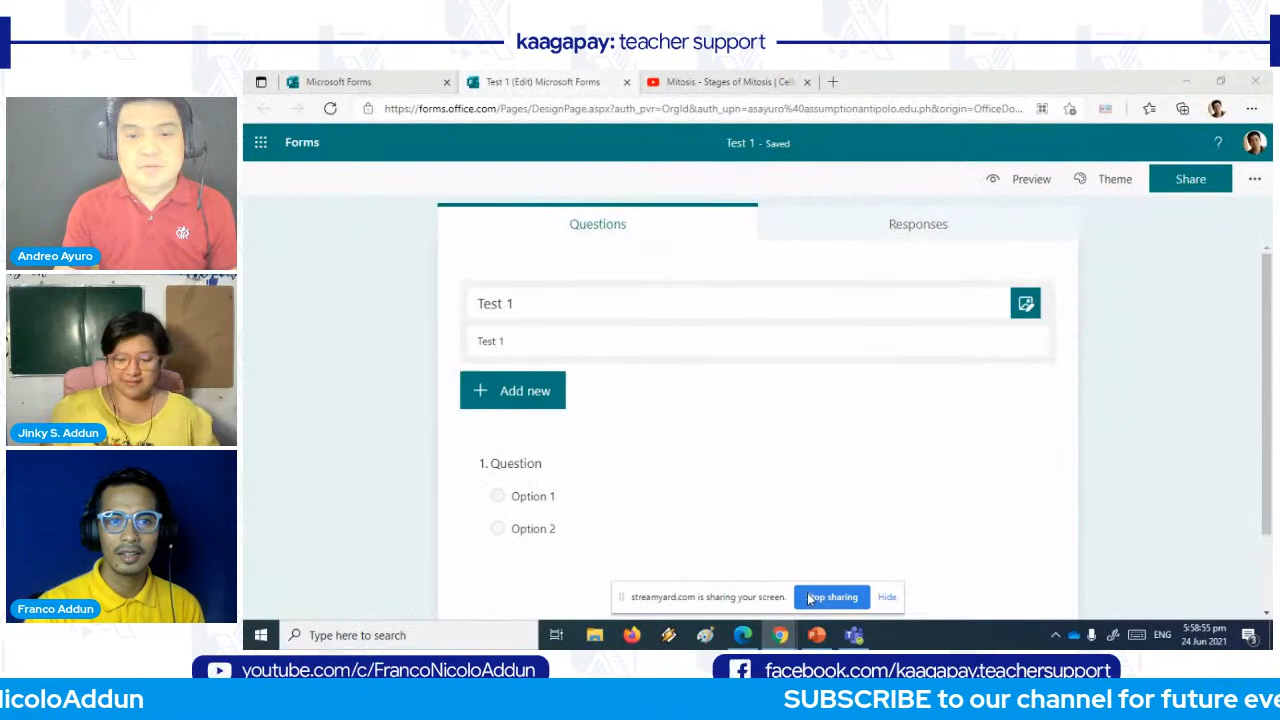 kaagapay: teacher support
Microsoft Forms
Test 1 (Edit) Microsoft Forms
Mitosis - Stages of Mitosis | Cell
https://forms.office.com/Pages/DesignPage.aspx?auth_pvr=OrgId&auth_upn=asayuro%40assumptionantipolo.edu.ph&origin=OfficeDo...
Forms
Test 1 - Saved
?
Preview
Theme
Share
Questions
Responses
Test 1
Test 1
+ Add new
1. Question
Option 1
Option 2
streamyard.com is sharing your screen.
Stop sharing
Hide
Type here to search
ENG
5:58:55 pm
24 Jun 2021
3
Andreo Ayuro
Jinky S. Addun
Franco Addun
youtube.com/c/FrancoNicoloAddun
facebook.com/kaagapay.teachersupport
NicoloAddun
SUBSCRIBE to our channel for future eve